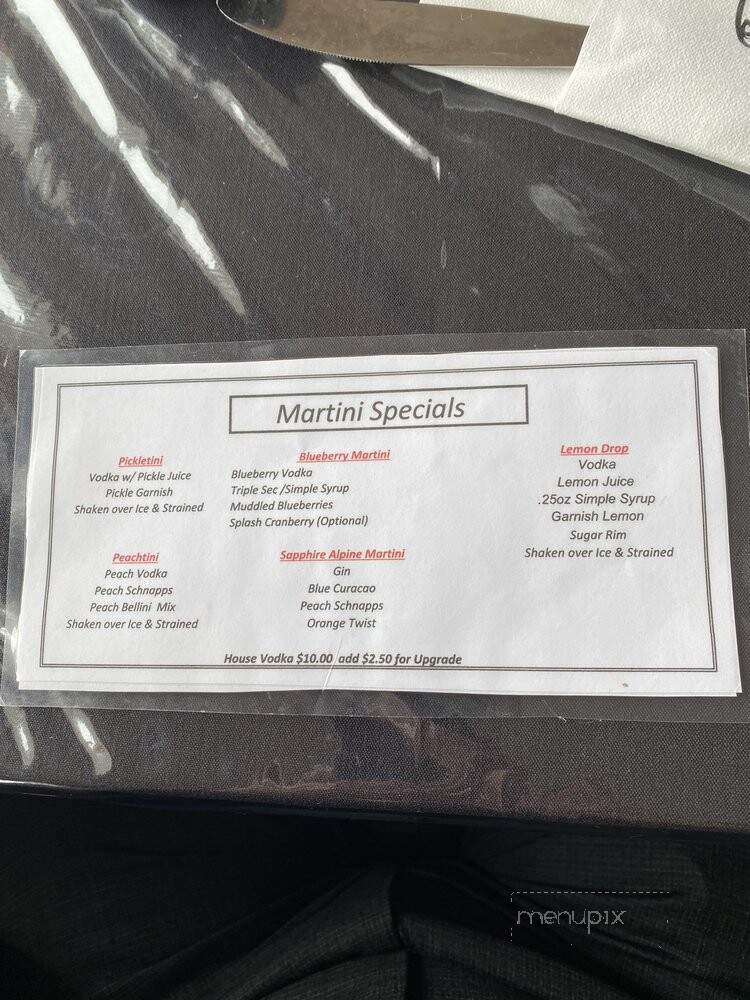 Martini Specials
Pickletini
Vodka w/ Pickle Juice
Pickle Garnish
Shaken over Ice & Strained
Blueberry Martini
Blueberry Vodka
Triple Sec /Simple Syrup
Muddled Blueberries
Splash Cranberry (Optional)
Lemon Drop
Vodka
Lemon Juice
.25oz Simple Syrup
Garnish Lemon
Sugar Rim
Shaken over Ice & Strained
Peachtini
Peach Vodka
Peach Schnapps
Peach Bellini Mix
Shaken over Ice & Strained
Sapphire Alpine Martini
Gin
Blue Curacao
Peach Schnapps
Orange Twist
House Vodka $10.00 add $2.50 for Upgrade
menupix